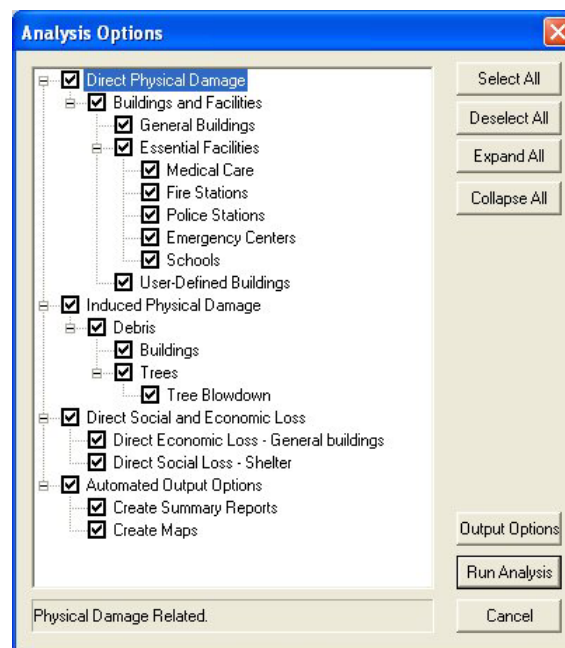 Analysis Options
Direct Physical Damage
Buildings and Facilities
General Buildings
Essential Facilities
Medical Care
Fire Stations
Police Stations
Emergency Centers
Schools
User-Defined Buildings
Induced Physical Damage
Debris
Buildings
Trees
Tree Blowdown
Direct Social and Economic Loss
Direct Economic Loss - General buildings
Direct Social Loss - Shelter
Automated Output Options
Create Summary Reports
Create Maps
Physical Damage Related.
Select All
Deselect All
Expand All
Collapse All
Output Options
Run Analysis
Cancel